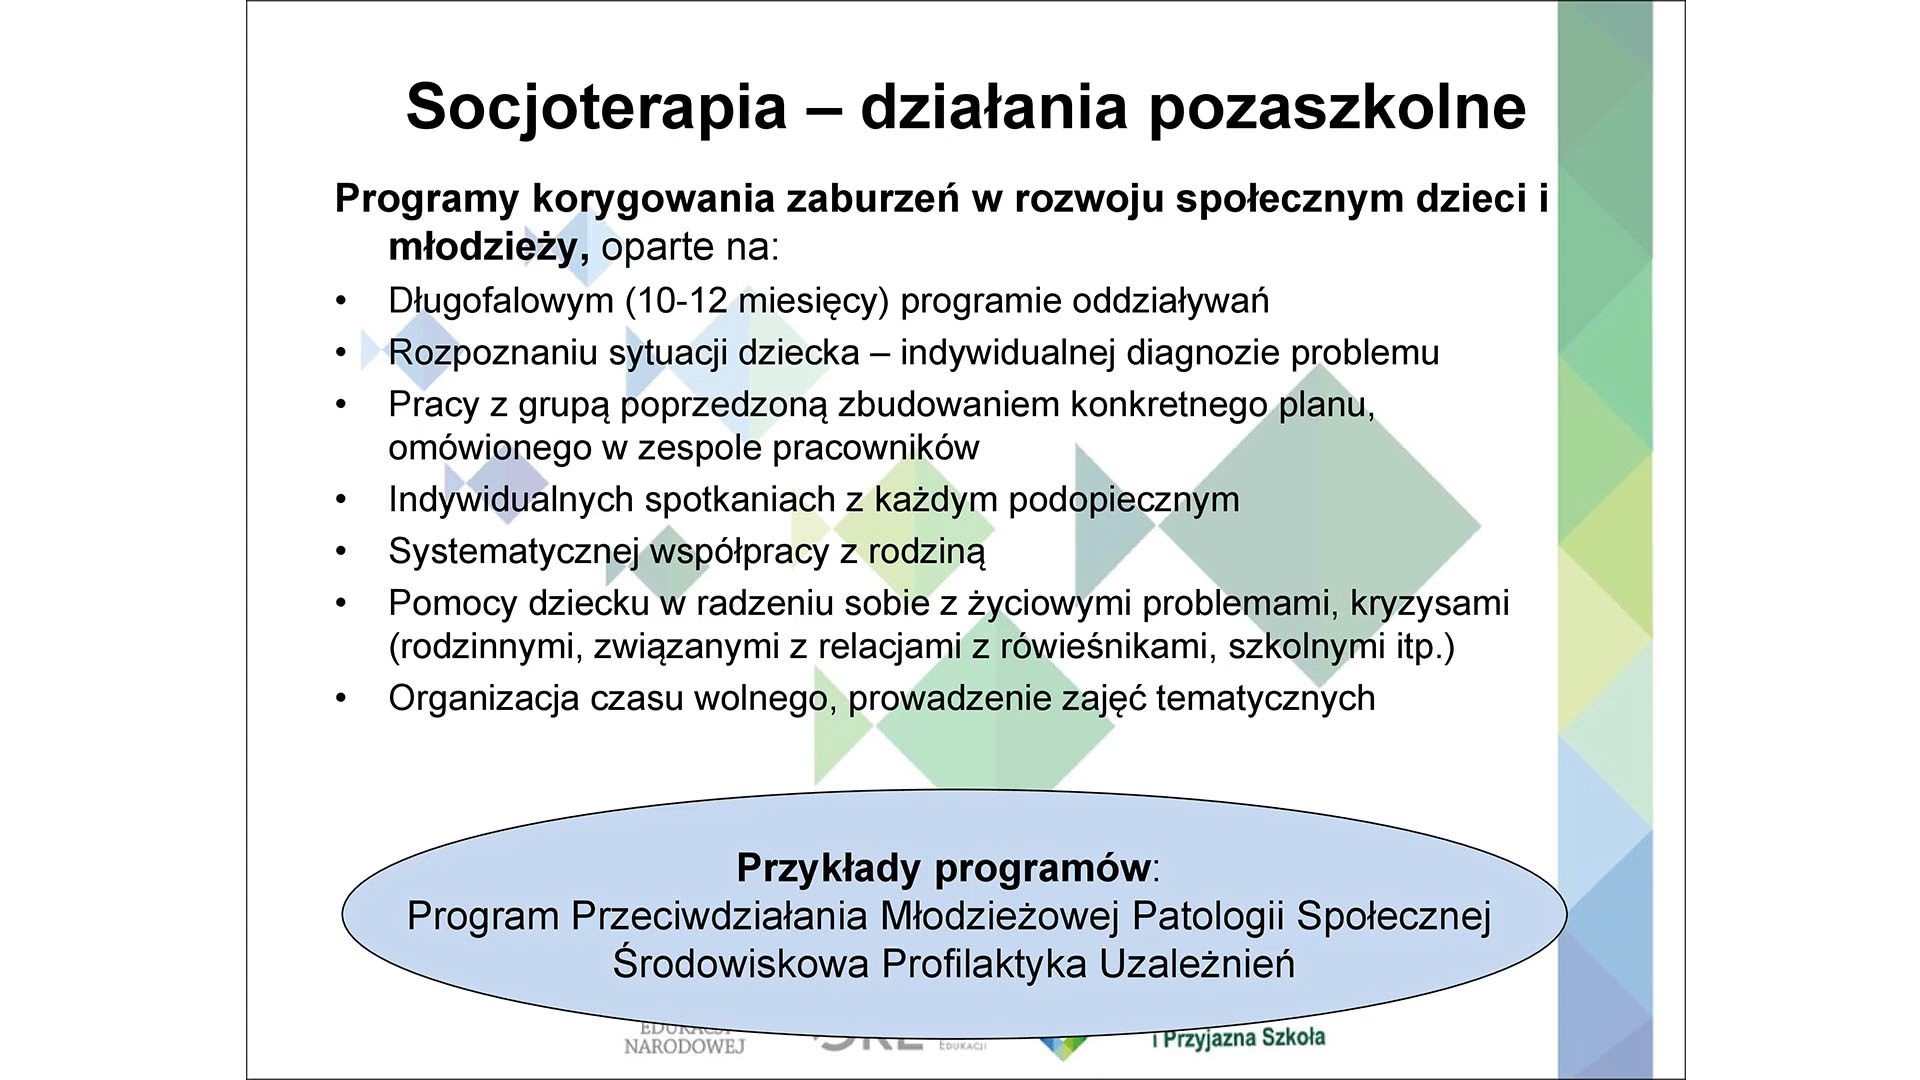 Socjoterapia – działania pozaszkolne
Programy korygowania zaburzeń w rozwoju społecznym dzieci i
młodzieży, oparte na:
• Długofalowym (10-12 miesięcy) programie oddziaływań
• Rozpoznaniu sytuacji dziecka – indywidualnej diagnozie problemu
• Pracy z grupą poprzedzoną zbudowaniem konkretnego planu,
omówionego w zespole pracowników
• Indywidualnych spotkaniach z każdym podopiecznym
• Systematycznej współpracy z rodziną
• Pomocy dziecku w radzeniu sobie z życiowymi problemami, kryzysami
(rodzinnymi, związanymi z relacjami z rówieśnikami, szkolnymi itp.)
• Organizacja czasu wolnego, prowadzenie zajęć tematycznych
Przykłady programów:
Program Przeciwdziałania Młodzieżowej Patologii Społecznej
Środowiskowa Profilaktyka Uzależnień
EDUKACJI
NARODOWEJ
ORE
EDUKACJI
i Przyjazna Szkoła